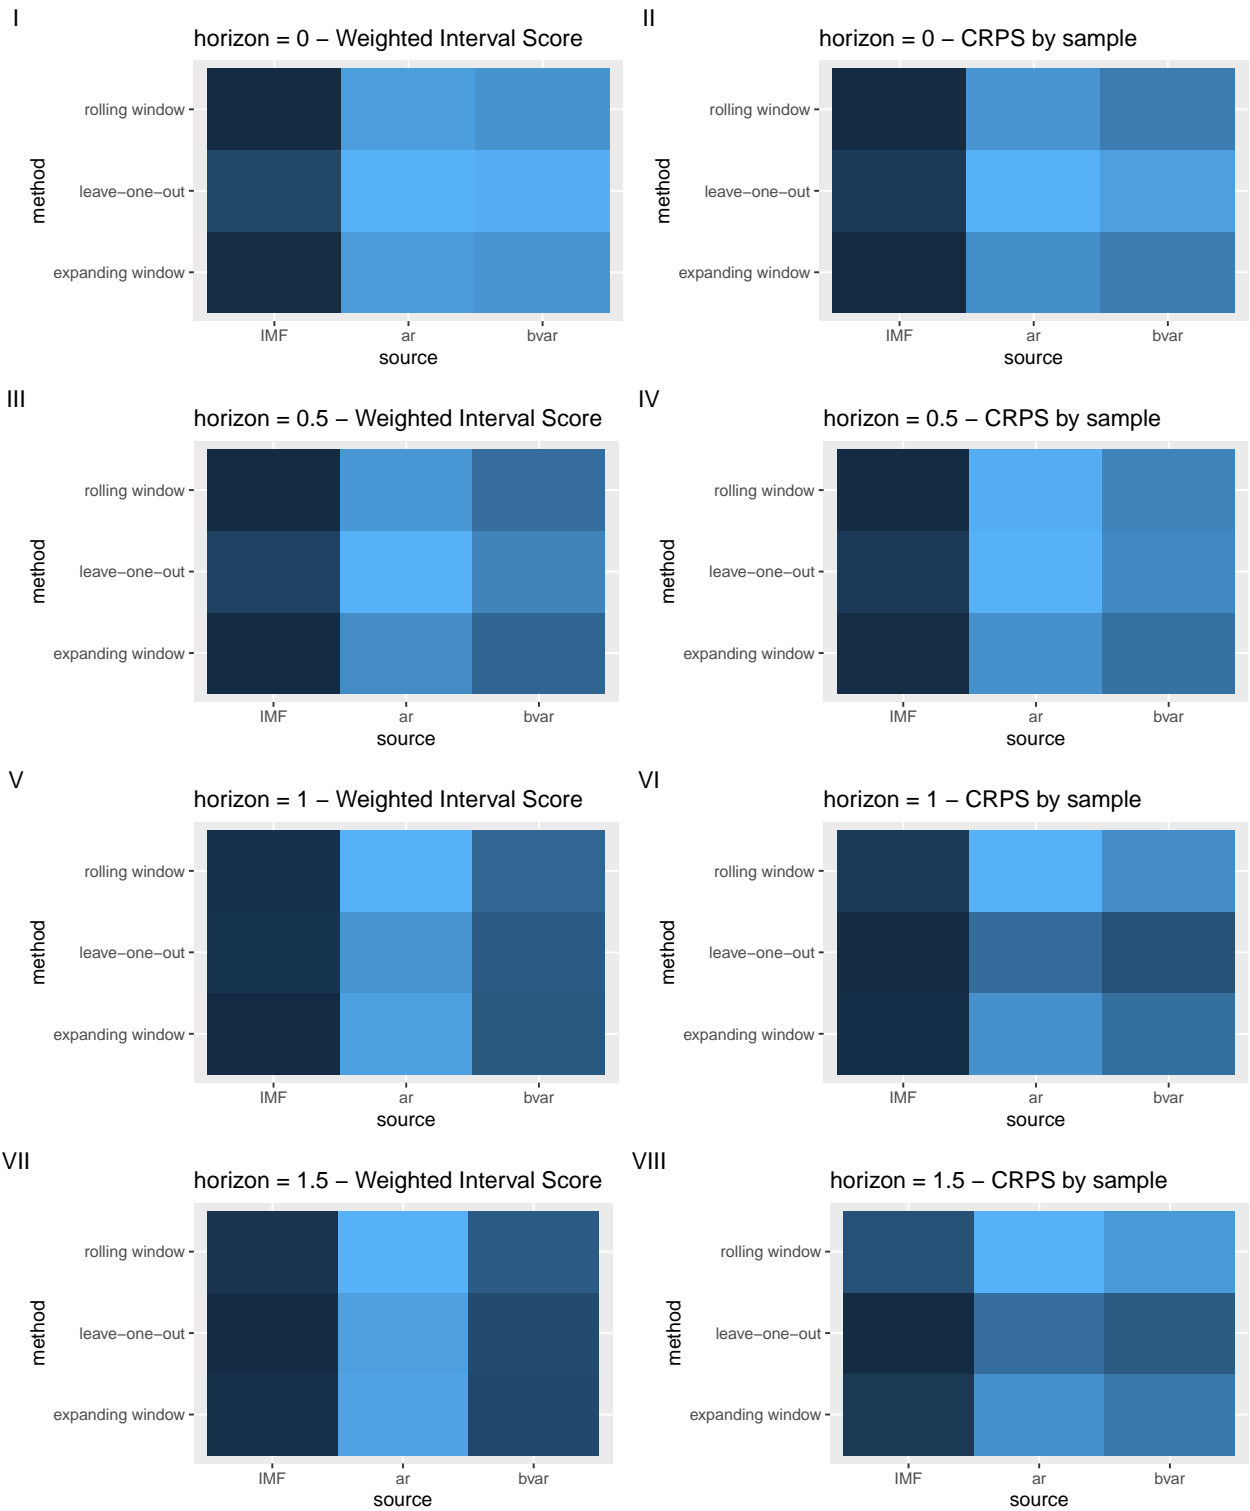 I
horizon = 0 − Weighted Interval Score
rolling window
leave−one−out
expanding window
method
IMF ar bvar
source
II
horizon = 0 − CRPS by sample
rolling window
leave−one−out
expanding window
method
IMF ar bvar
source
III
horizon = 0.5 − Weighted Interval Score
rolling window
leave−one−out
expanding window
method
IMF ar bvar
source
IV
horizon = 0.5 − CRPS by sample
rolling window
leave−one−out
expanding window
method
IMF ar bvar
source
V
horizon = 1 − Weighted Interval Score
rolling window
leave−one−out
expanding window
method
IMF ar bvar
source
VI
horizon = 1 − CRPS by sample
rolling window
leave−one−out
expanding window
method
IMF ar bvar
source
VII
horizon = 1.5 − Weighted Interval Score
rolling window
leave−one−out
expanding window
method
IMF ar bvar
source
VIII
horizon = 1.5 − CRPS by sample
rolling window
leave−one−out
expanding window
method
IMF ar bvar
source